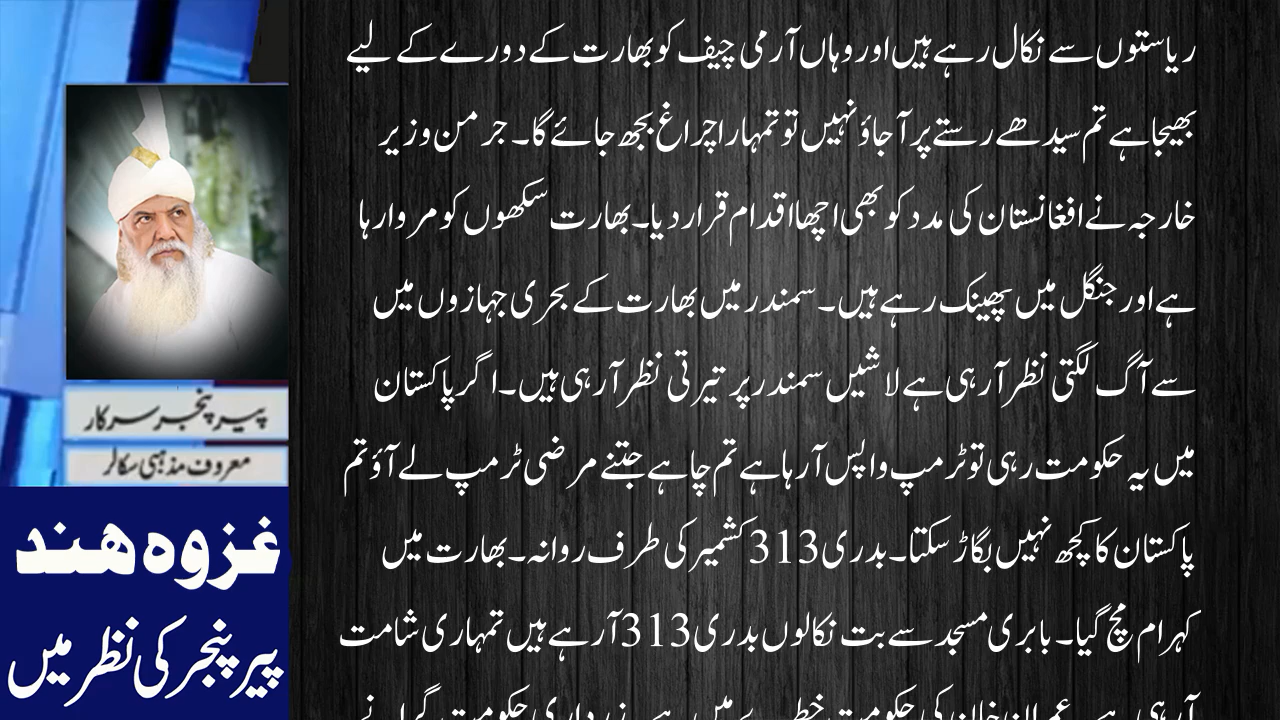 ریاستوں سے نکال رہے ہیں اور وہاں آرمی چیف کو بھارت کے دورے کے لیے
بھیجا ہے تم سیدھے رستے پر آ جاؤ نہیں تو تمہارا چراغ بجھ جائے گا۔ جرمن وزیر
خارجہ نے افغانستان کی مدد کو بھی اچھا اقدام قرار دیا۔ بھارت سکھوں کو مروا رہا
ہے اور جنگل میں پھینک رہے ہیں۔ سمندر میں بھارت کے بحری جہازوں میں
سے آگ لگتی نظر آ رہی ہے لاشیں سمندر پر تیرتی نظر آ رہی ہیں۔ اگر پاکستان
میں یہ حکومت رہی تو ٹرمپ واپس آ رہا ہے تم چاہے جتنے مرضی ٹرمپ لے آؤ تم
پاکستان کا کچھ نہیں بگاڑ سکتا۔ بدری 313 کشمیر کی طرف روانہ۔ بھارت میں
کہرام مچ گیا۔ بابری مسجد سے بت نکالوں بدری 313 آ رہے ہیں تمہاری شامت
پیر پنجر سرکار
معروف مذہبی سکالر
غزوہ ھند
پیر پنجر کی نظر میں